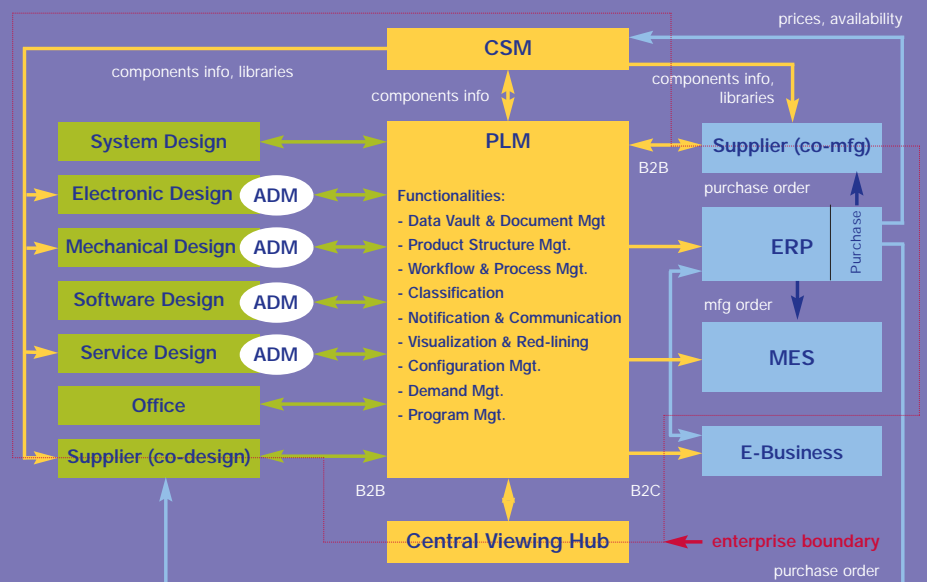 prices, availability
CSM
components info, libraries
components info,
libraries
components info
System Design
PLM
Supplier (co-mfg)
B2B
Electronic Design
ADM
Functionalities:
purchase order
- Data Vault & Document Mgt
- Product Structure Mgt.
- Workflow & Process Mgt.
- Classification
- Notification & Communication
- Visualization & Red-lining
- Configuration Mgt.
- Demand Mgt.
- Program Mgt.
Mechanical Design
ADM
ERP
Purchase
Software Design
ADM
mfg order
Service Design
ADM
MES
Office
Supplier (co-design)
E-Business
B2B
B2C
Central Viewing Hub
enterprise boundary
purchase order